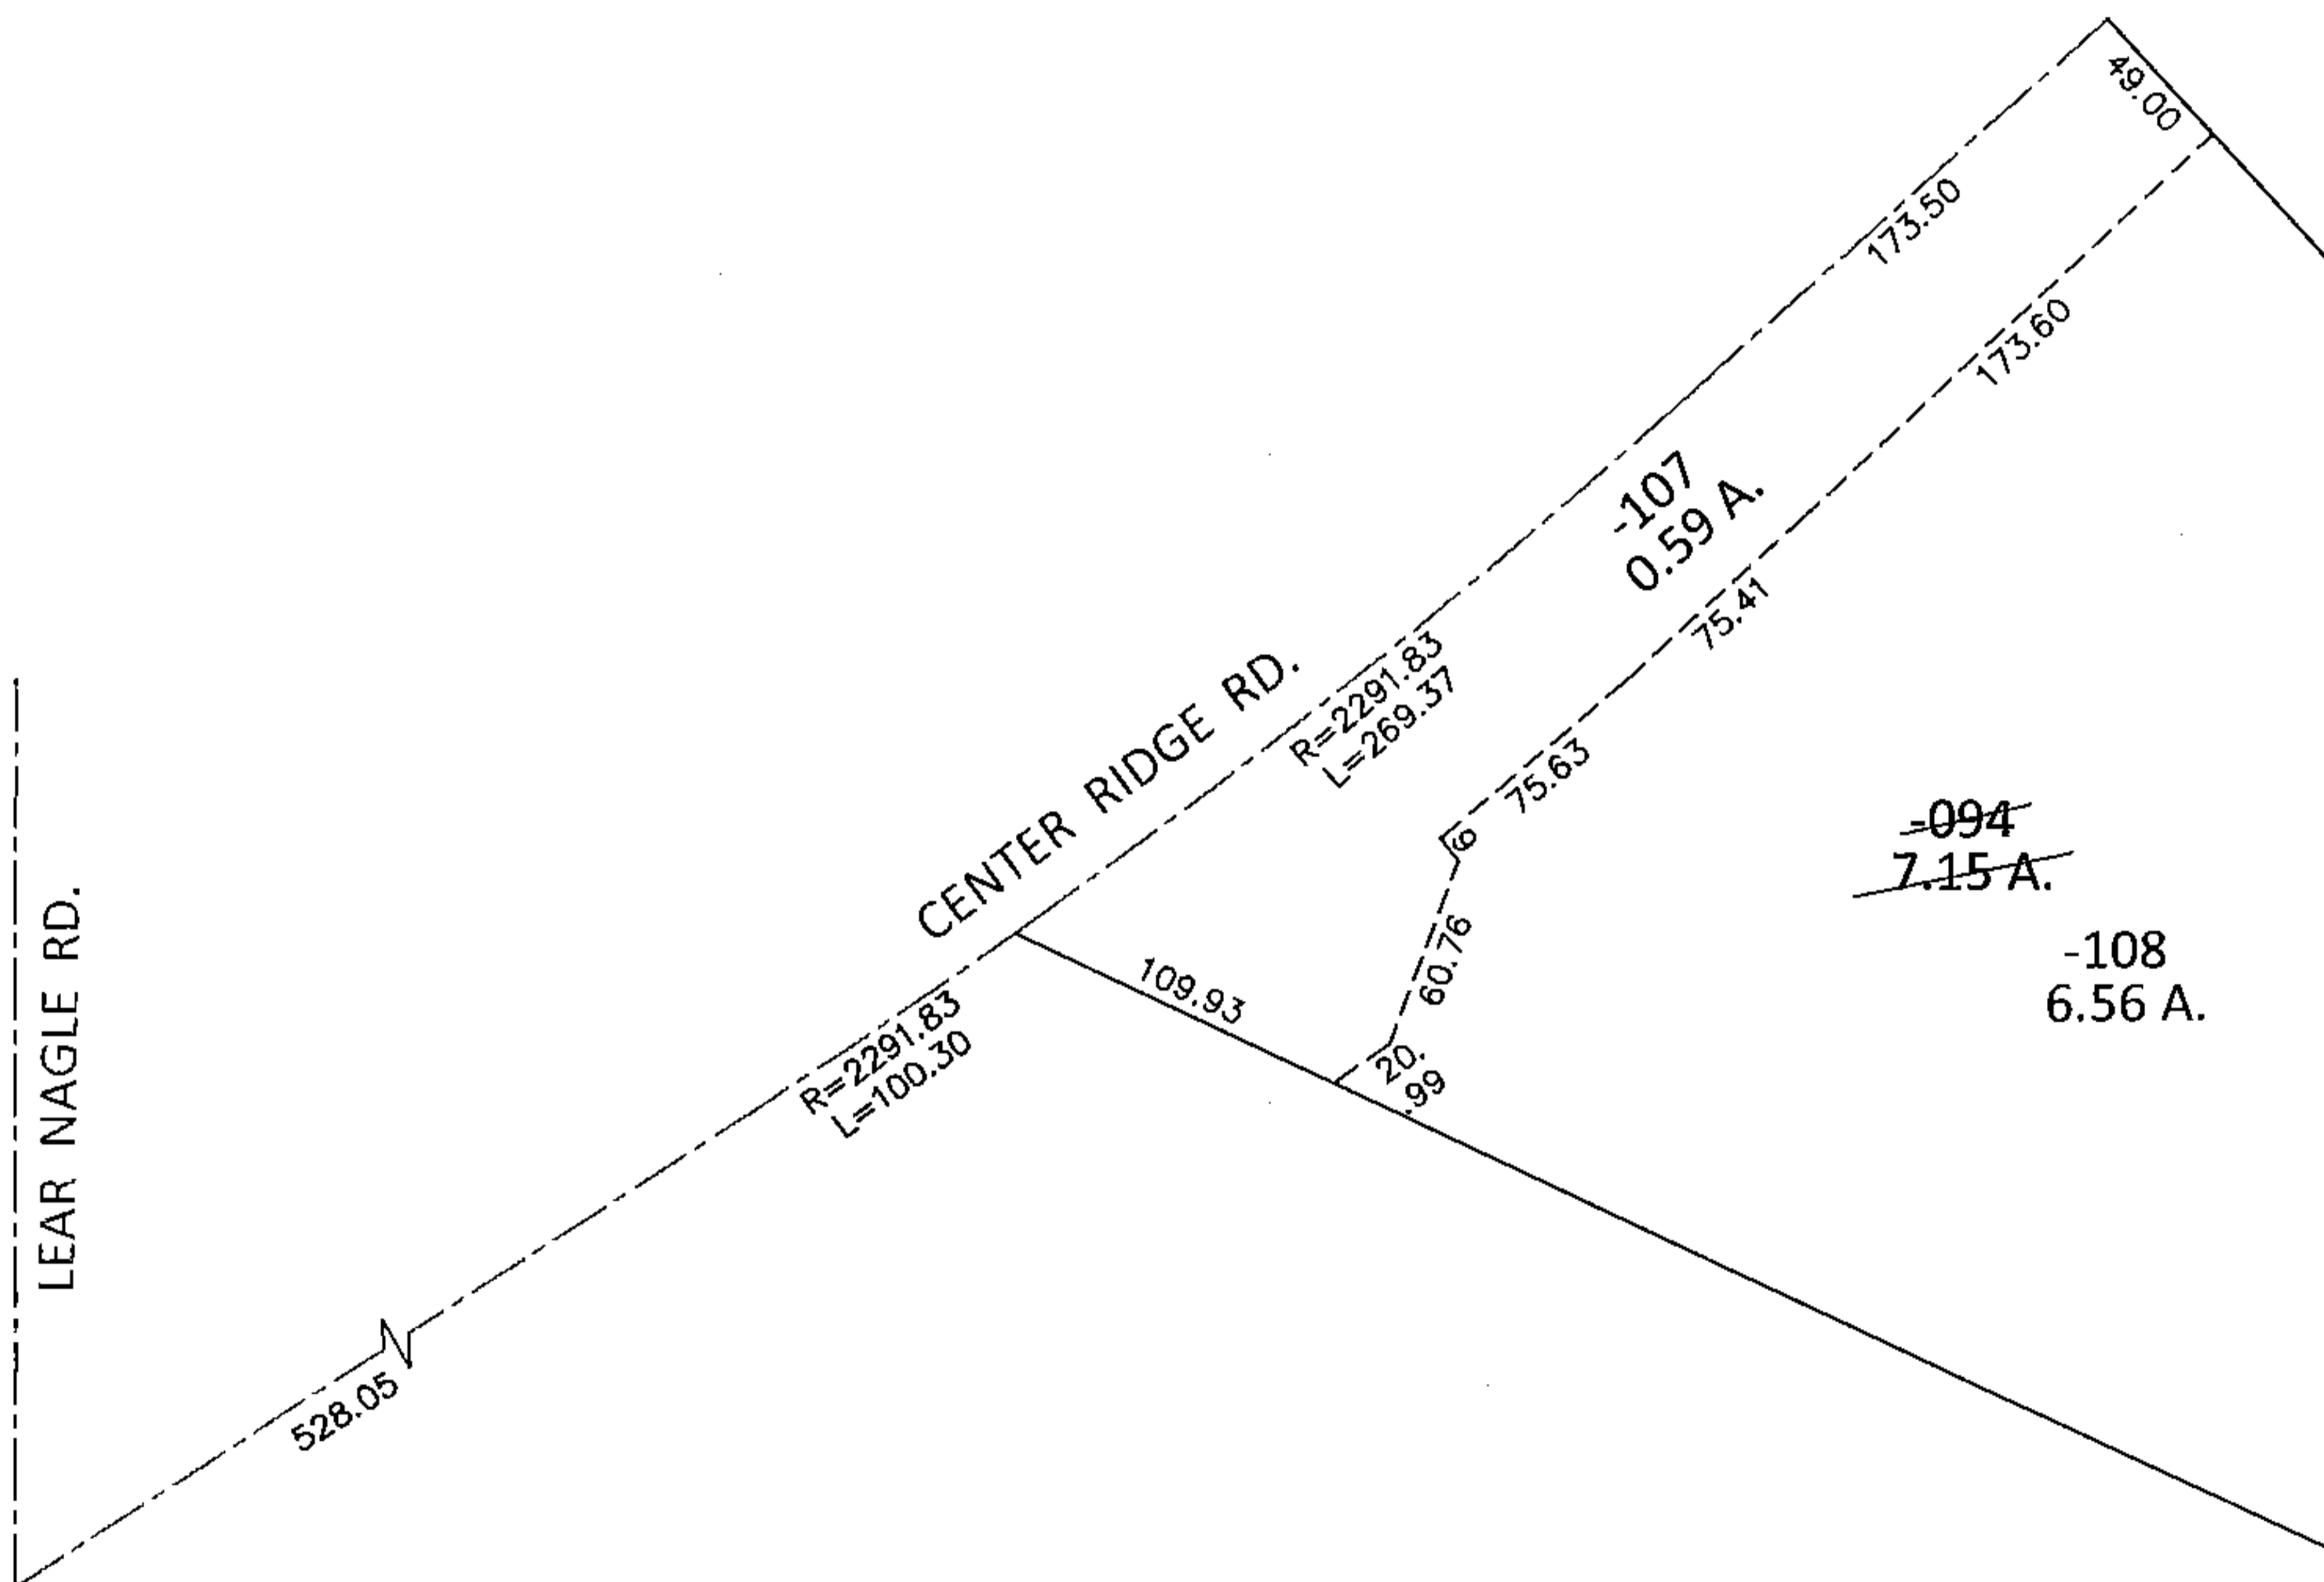 49.00
173.50
173.60
-107
0.59 A.
75.41
R=2291.83
L=269.37
CENTER RIDGE RD.
75.63
9
-094
7.15 A.
-108
6.56 A.
60.76
109.93
20.
.99
R=2291.83
L=100.30
LEAR NAGLE RD.
528.05